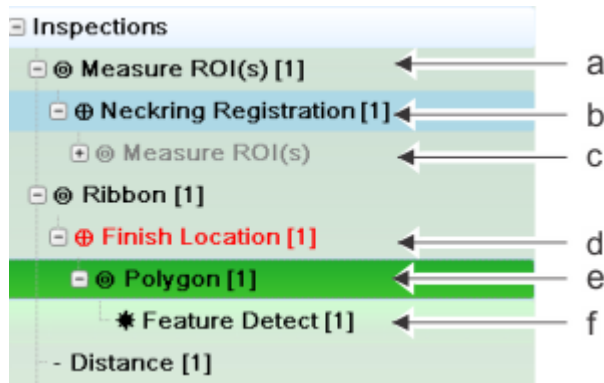 Inspections
Measure ROI(s) [1] a
Neckring Registration [1] b
Measure ROI(s) c
Ribbon [1]
Finish Location [1] d
Polygon [1] e
Feature Detect [1] f
- Distance [1]